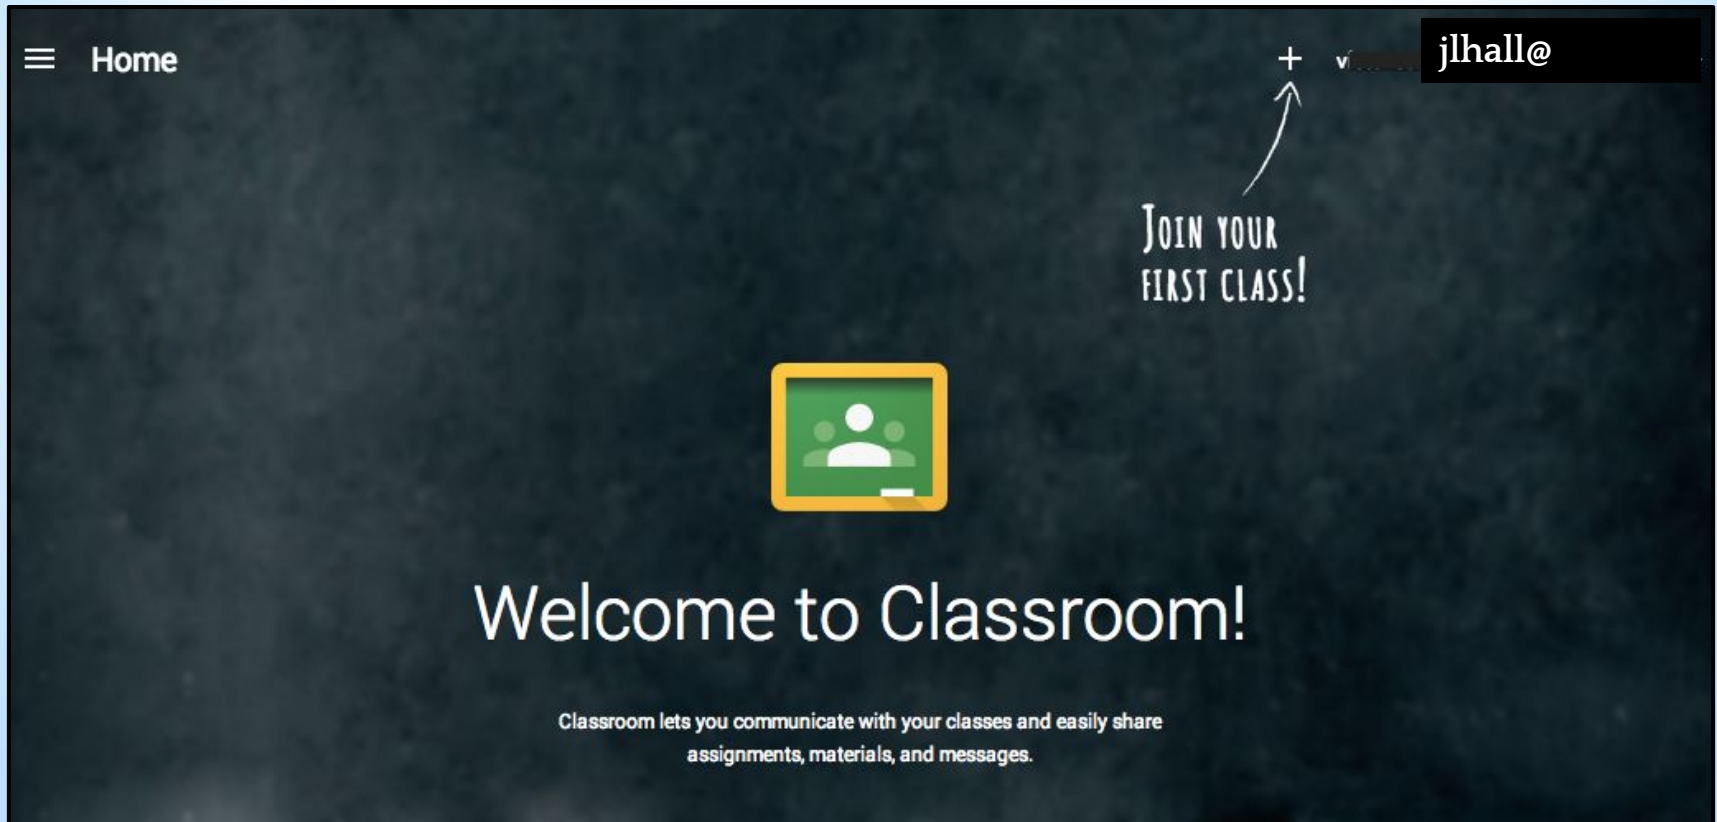 Home
+
jlhall@
JOIN YOUR
FIRST CLASS!
Welcome to Classroom!
Classroom lets you communicate with your classes and easily share
assignments, materials, and messages.